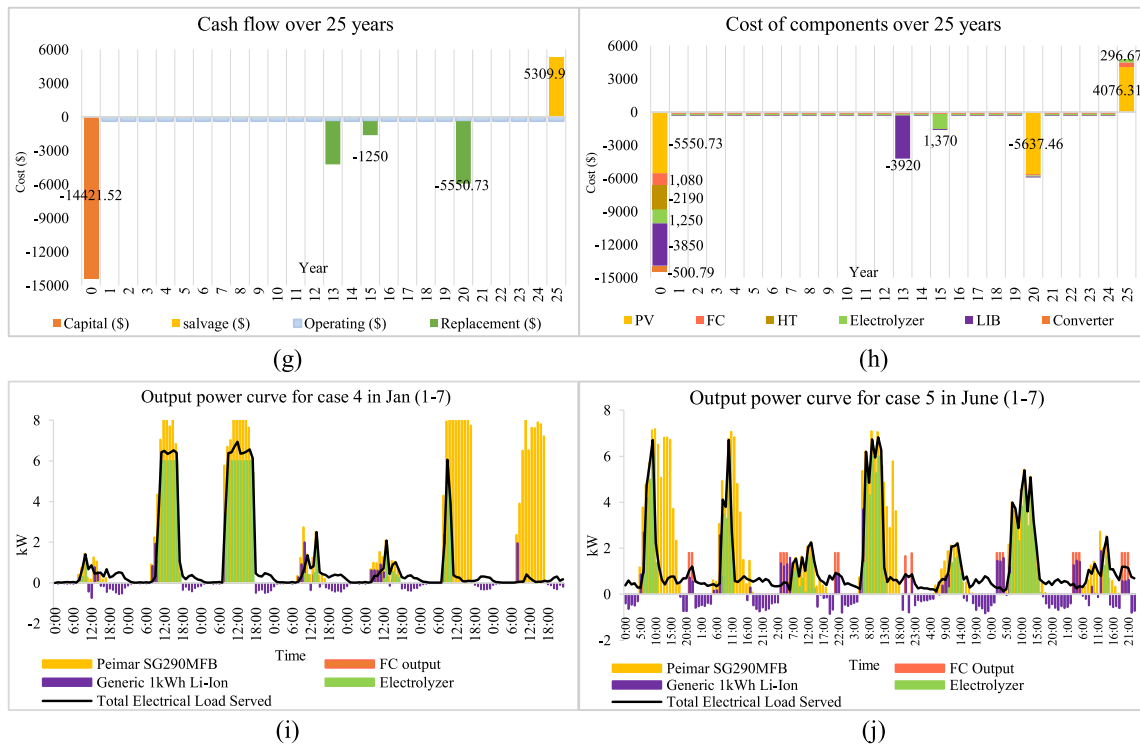 Cash flow over 25 years
6000
3000
0
-3000
-6000
-9000
-12000
-15000
Cost ($)
5309.9
-1250
-5550.73
-14421.52
Year
0 1 2 3 4 5 6 7 8 9 10 11 12 13 14 15 16 17 18 19 20 21 22 23 24 25
Capital ($) salvage ($) Operating ($) Replacement ($)
(g)
Cost of components over 25 years
6000
3000
0
-3000
-6000
-9000
-12000
-15000
Cost ($)
296.67
4076.31
-5550.73
1,370
-3920
-5637.46
1,080
-2190
1,250
-3850
-500.79
Year
0 1 2 3 4 5 6 7 8 9 10 11 12 13 14 15 16 17 18 19 20 21 22 23 24 25
PV FC HT Electrolyzer LIB Converter
(h)
Output power curve for case 4 in Jan (1-7)
8
6
4
2
0
-2
kW
0:00 6:00 12:00 18:00 0:00 6:00 12:00 18:00 0:00 6:00 12:00 18:00 0:00 6:00 12:00 18:00 0:00 6:00 12:00 18:00 0:00 6:00 12:00 18:00 0:00 6:00 12:00 18:00
Time
Peimar SG290MFB FC output
Generic 1kWh Li-Ion Electrolyzer
Total Electrical Load Served
(i)
Output power curve for case 5 in June (1-7)
8
6
4
2
0
-2
kW
0:00 5:00 10:00 15:00 20:00 1:00 6:00 11:00 16:00 21:00 2:00 7:00 12:00 17:00 22:00 3:00 8:00 13:00 18:00 23:00 4:00 9:00 14:00 19:00 0:00 5:00 10:00 15:00 20:00 1:00 6:00 11:00 16:00 21:00
Time
Peimar SG290MFB FC Output
Generic 1kWh Li-Ion Electrolyzer
Total Electrical Load Served
(j)